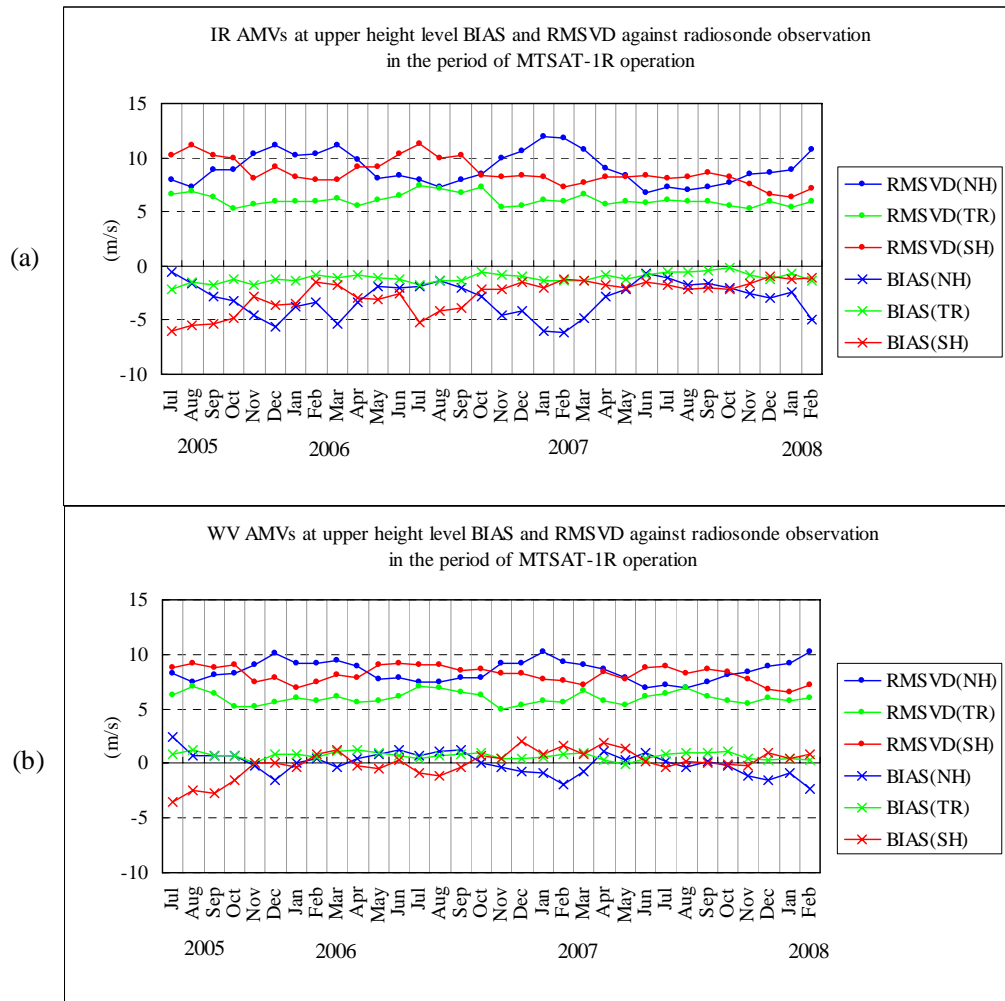 (a)
IR AMVs at upper height level BIAS and RMSVD against radiosonde observation
in the period of MTSAT-1R operation
(m/s)
15
10
5
0
-5
-10
Jul Aug Sep Oct Nov Dec Jan Feb Mar Apr May Jun Jul Aug Sep Oct Nov Dec Jan Feb Mar Apr May Jun Jul Aug Sep Oct Nov Dec Jan Feb
2005 2006 2007 2008
RMSVD(NH)
RMSVD(TR)
RMSVD(SH)
BIAS(NH)
BIAS(TR)
BIAS(SH)
(b)
WV AMVs at upper height level BIAS and RMSVD against radiosonde observation
in the period of MTSAT-1R operation
(m/s)
15
10
5
0
-5
-10
Jul Aug Sep Oct Nov Dec Jan Feb Mar Apr May Jun Jul Aug Sep Oct Nov Dec Jan Feb Mar Apr May Jun Jul Aug Sep Oct Nov Dec Jan Feb
2005 2006 2007 2008
RMSVD(NH)
RMSVD(TR)
RMSVD(SH)
BIAS(NH)
BIAS(TR)
BIAS(SH)